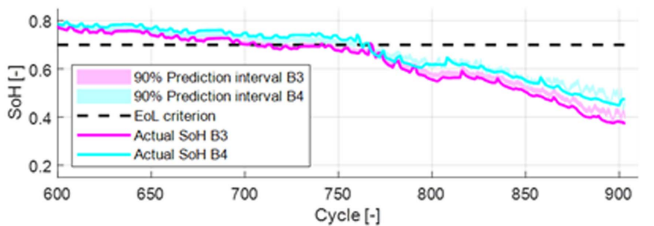 0.8
0.6
0.4
0.2
SoH [-]
90% Prediction interval B3
90% Prediction interval B4
EoL criterion
Actual SoH B3
Actual SoH B4
600 650 700 750 800 850 900
Cycle [-]